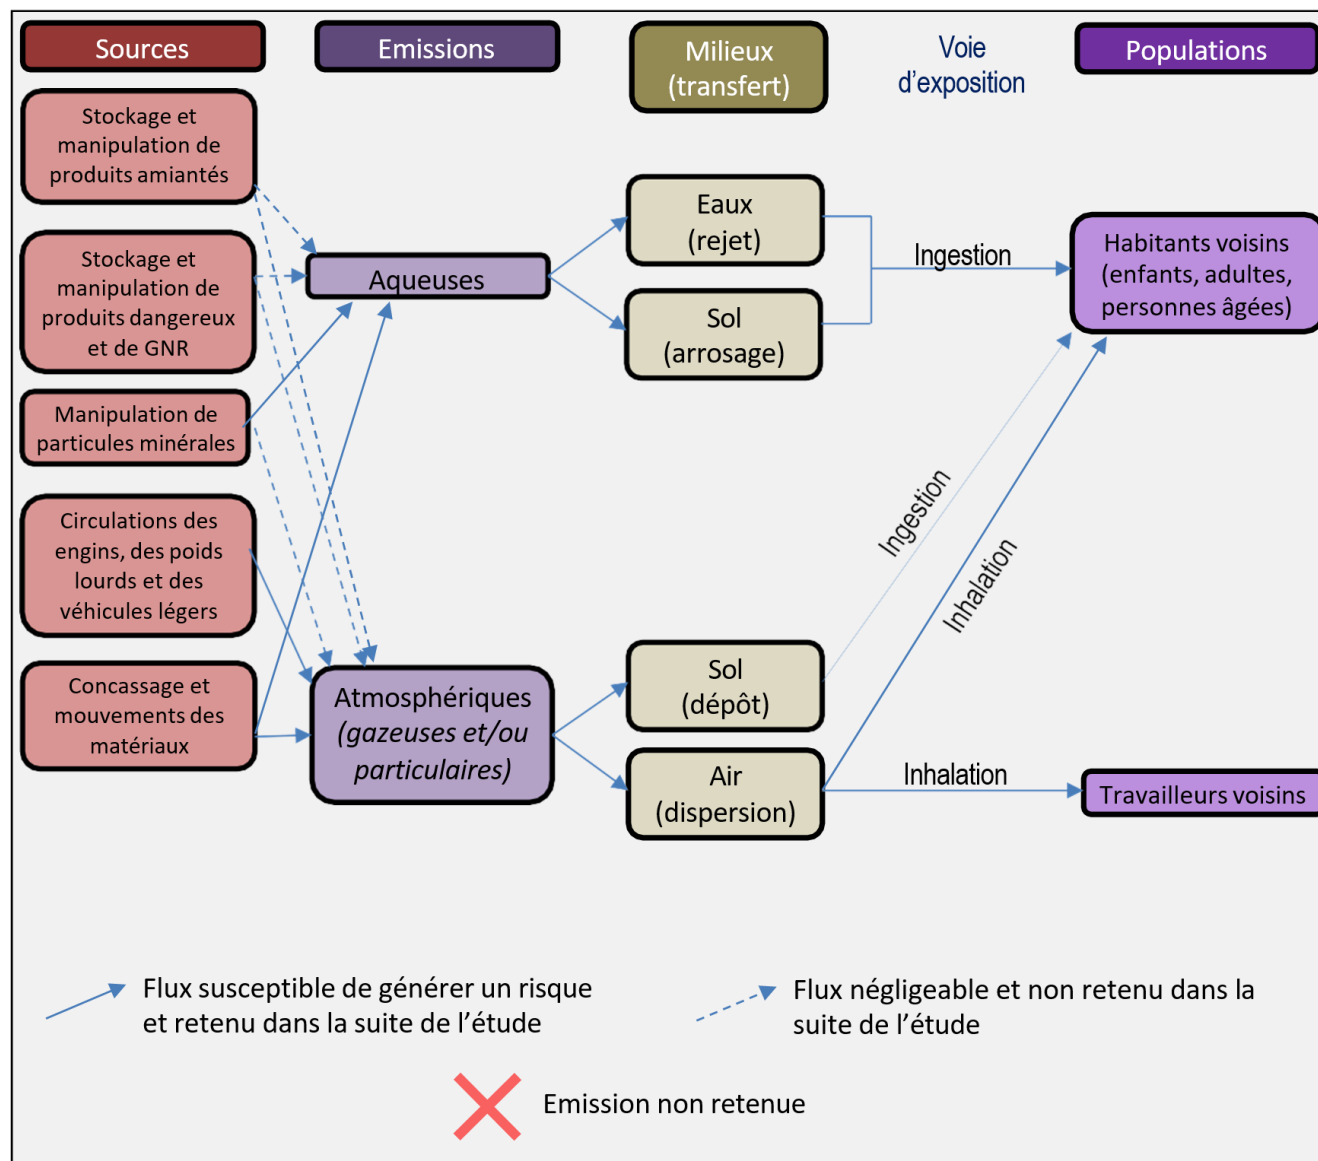 Sources
Emissions
Milieux
(transfert)
Voie
d’exposition
Populations
Stockage et
manipulation de
produits amiantés
Stockage et
manipulation de
produits dangereux
et de GNR
Manipulation de
particules minérales
Circulations des
engins, des poids
lourds et des
véhicules légers
Concassage et
mouvements des
matériaux
Aqueuses
Atmosphériques
(gazeuses et/ou
particulaires)
Eaux
(rejet)
Sol
(arrosage)
Sol
(dépôt)
Air
(dispersion)
Ingestion
Ingestion
Inhalation
Inhalation
Habitants voisins
(enfants, adultes,
personnes âgées)
Travailleurs voisins
Flux susceptible de générer un risque
et retenu dans la suite de l’étude
Flux négligeable et non retenu dans la
suite de l’étude
Emission non retenue